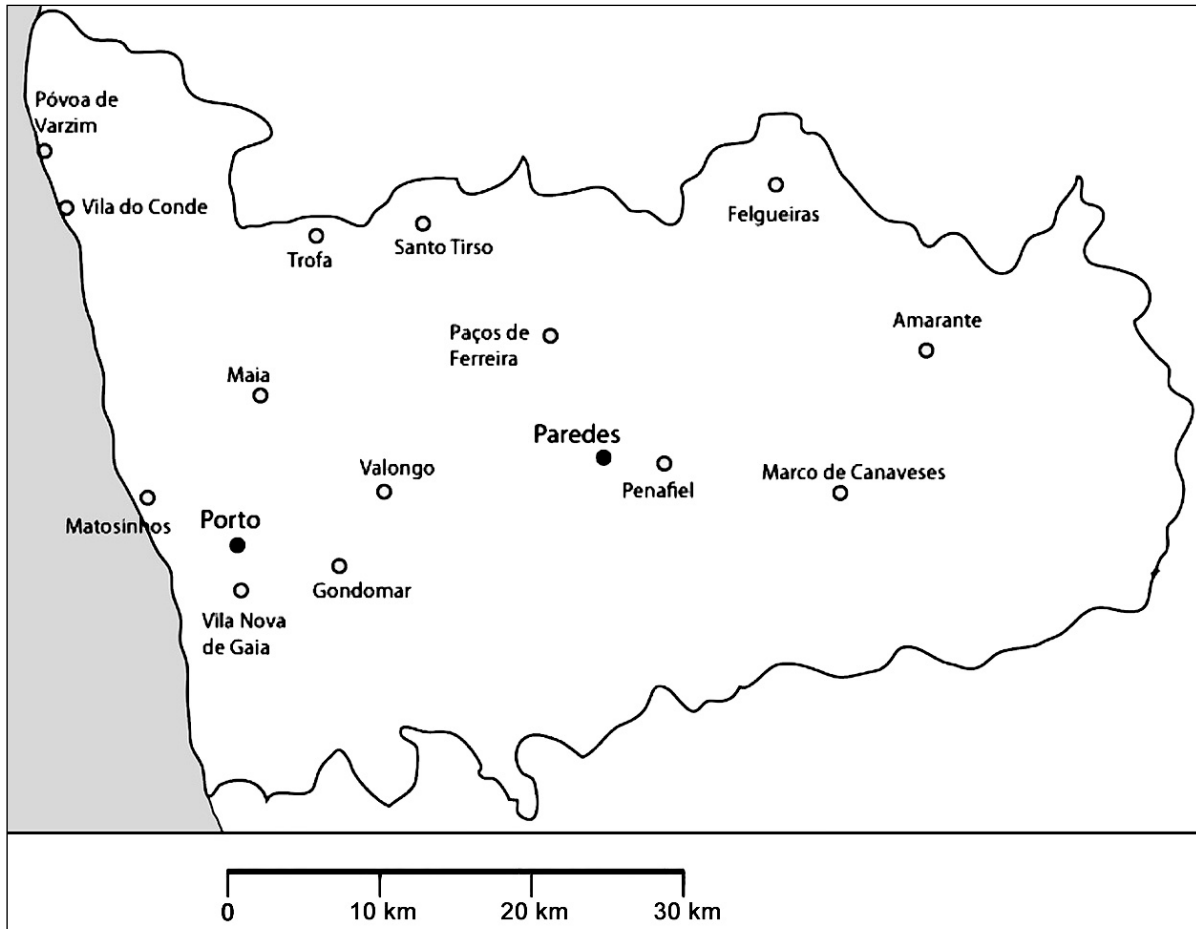 Póvoa de
Varzim
Vila do Conde
Trofa
Santo Tirso
Felgueiras
Paços de
Ferreira
Amarante
Maia
Paredes
Valongo
Penafiel
Marco de Canaveses
Matosinhos
Porto
Gondomar
Vila Nova
de Gaia
0
10 km
20 km
30 km